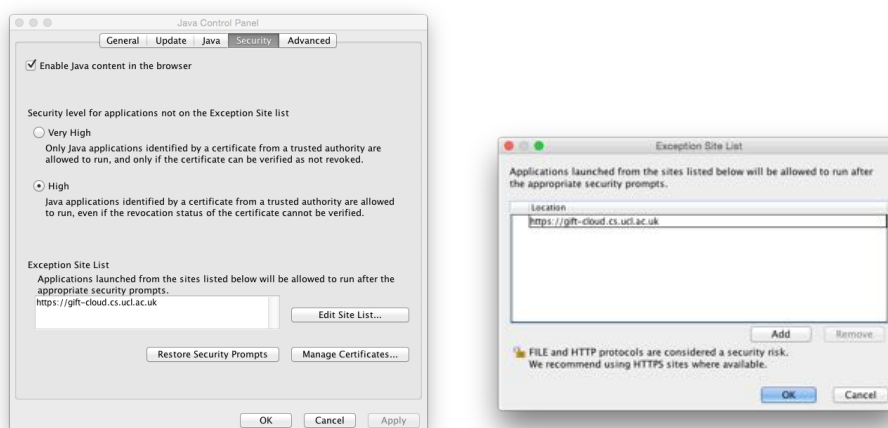 Java Control Panel
General Update Java Security Advanced
Enable Java content in the browser
Security level for applications not on the Exception Site list
Very High
Only Java applications identified by a certificate from a trusted authority are
allowed to run, and only if the certificate can be verified as not revoked.
High
Java applications identified by a certificate from a trusted authority are allowed
to run, even if the revocation status of the certificate cannot be verified.
Exception Site List
Applications launched from the sites listed below will be allowed to run after the
appropriate security prompts.
https://gift-cloud.cs.ucl.ac.uk
Edit Site List...
Restore Security Prompts Manage Certificates...
OK Cancel Apply
Exception Site List
Applications launched from the sites listed below will be allowed to run after
the appropriate security prompts.
Location
https://gift-cloud.cs.ucl.ac.uk
Add Remove
FILE and HTTP protocols are considered a security risk.
We recommend using HTTPS sites where available.
OK Cancel